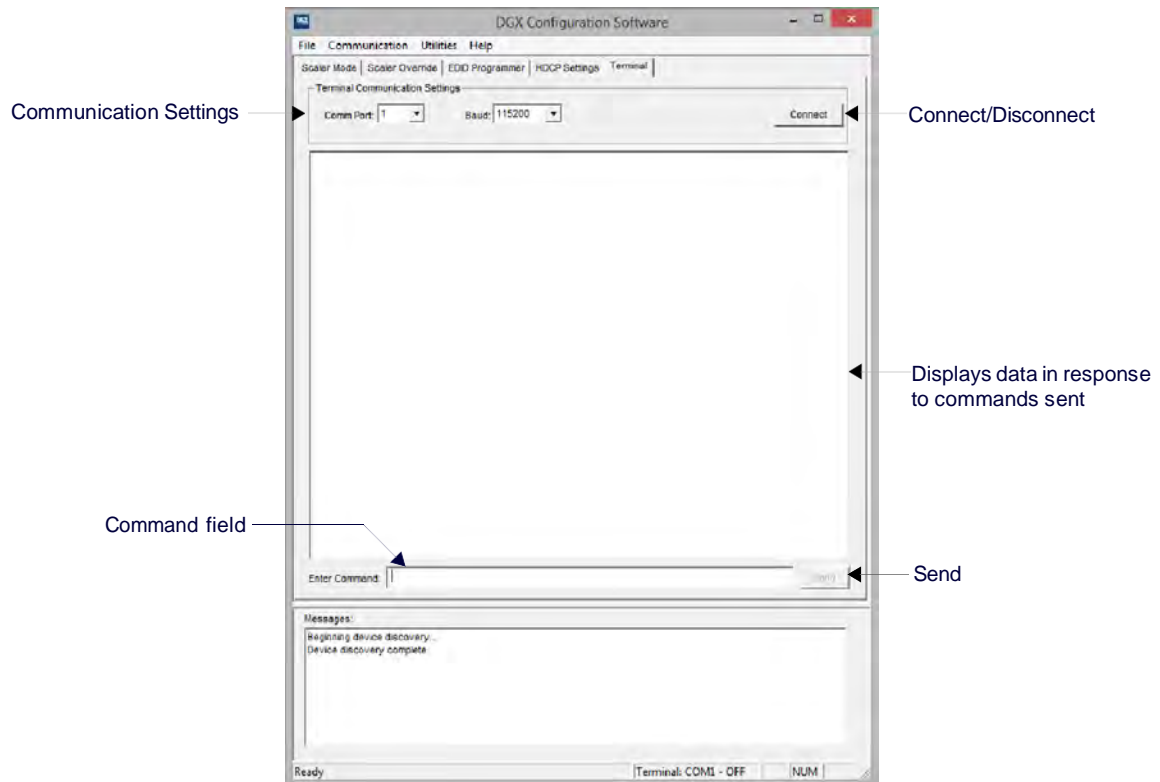 DGX Configuration Software
File Communication Utilities Help
Scaler Mode Scaler Override EDID Programmer HDCP Settings Terminal
Terminal Communication Settings
Communication Settings
Comm Port: 1 Baud: 115200 Connect
Connect/Disconnect
Displays data in response
to commands sent
Command field
Enter Command: Send
Send
Messages:
Beginning device discovery...
Device discovery complete
Ready Terminal: COM1 - OFF NUM